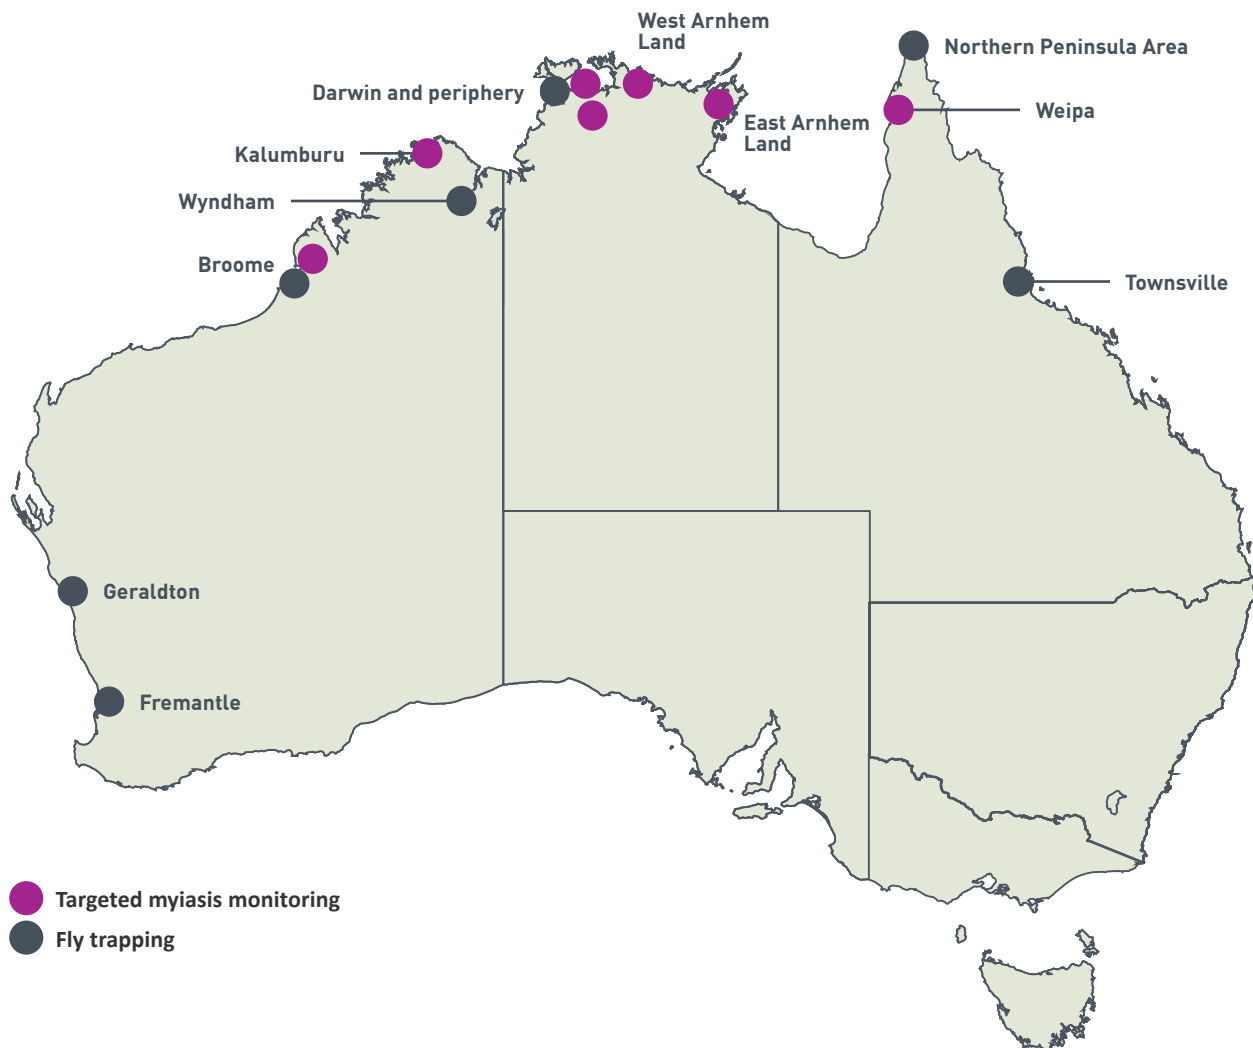 West Arnhem
Land
Northern Peninsula Area
Darwin and periphery
Weipa
East Arnhem
Land
Kalumburu
Wyndham
Broome
Townsville
Geraldton
Fremantle
Targeted myiasis monitoring
Fly trapping